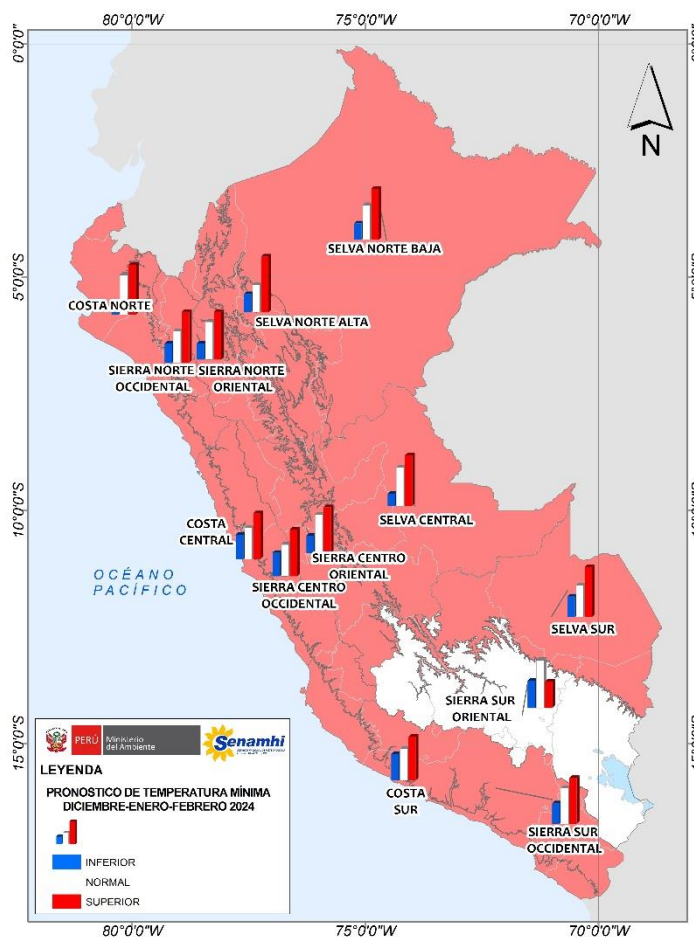 80°0'0"W 75°0'0"W 70°0'0"W
0°0'0"
N
SELVA NORTE BAJA
5°0'0"S
COSTA NORTE
SELVA NORTE ALTA
SIERRA NORTE
OCCIDENTAL
SIERRA NORTE
ORIENTAL
10°0'0"S
SELVA CENTRAL
COSTA
CENTRAL
SIERRA CENTRO
ORIENTAL
SIERRA CENTRO
OCCIDENTAL
OCÉANO
PACÍFICO
SELVA SUR
SIERRA SUR
ORIENTAL
15°0'0"S
COSTA
SUR
SIERRA SUR
OCCIDENTAL
PERÚ
Ministerio
del Ambiente
Senamhi
LEYENDA
PRONOSTICO DE TEMPERATURA MÍNIMA
DICIEMBRE-ENERO-FEBRERO 2024
INFERIOR
NORMAL
SUPERIOR
80°0'0"W 75°0'0"W 70°0'0"W